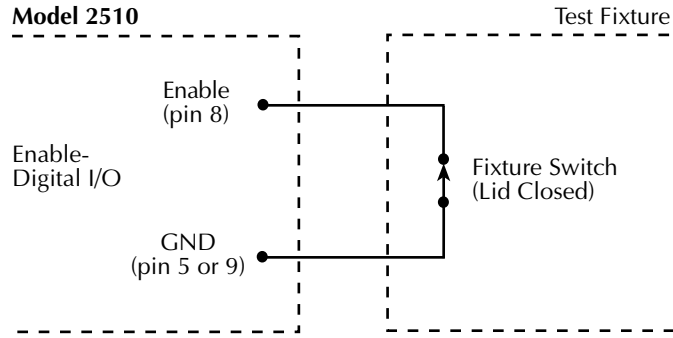 Model 2510
Test Fixture
Enable
(pin 8)
Enable-
Digital I/O
Fixture Switch
(Lid Closed)
GND
(pin 5 or 9)